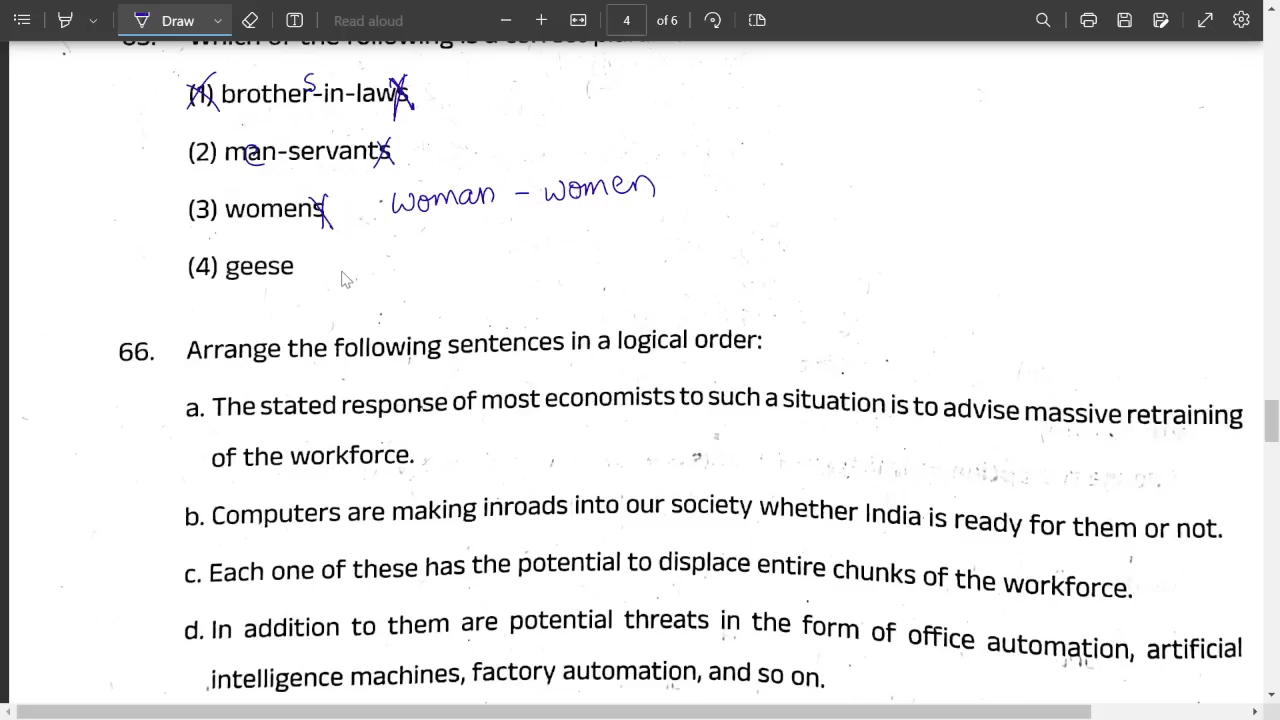 Draw
Read aloud
4 of 6
(1) brothers-in-laws
(2) man-servants e
(3) womens woman - women
(4) geese
66. Arrange the following sentences in a logical order:
a. The stated response of most economists to such a situation is to advise massive retraining
of the workforce.
b. Computers are making inroads into our society whether India is ready for them or not.
c. Each one of these has the potential to displace entire chunks of the workforce.
d. In addition to them are potential threats in the form of office automation, artificial
intelligence machines, factory automation, and so on.